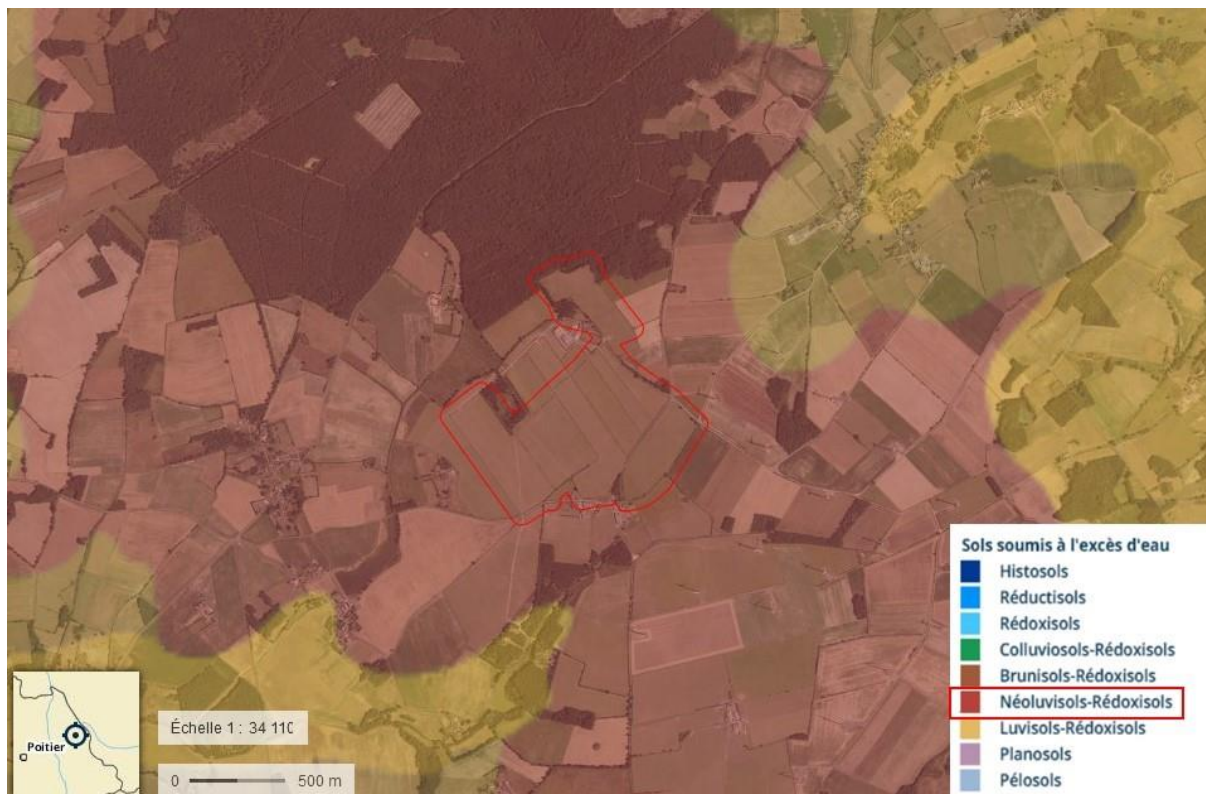 Sols soumis à l'excès d'eau
Histosols
Réductisols
Rédoxisols
Colluviosols-Rédoxisols
Brunisols-Rédoxisols
Néoluvisols-Rédoxisols
Luvisols-Rédoxisols
Planosols
Pélosols
Poitier
Échelle 1 : 34 110
0 500 m